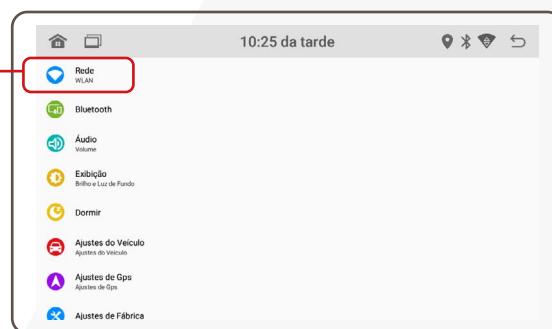 10:25 da tarde
Rede
WLAN
Bluetooth
Áudio
Volume
Exibição
Brilho e Luz de Fundo
Dormir
Ajustes do Veículo
Ajustes do Veículo
Ajustes de Gps
Ajustes de Gps
Ajustes de Fábrica